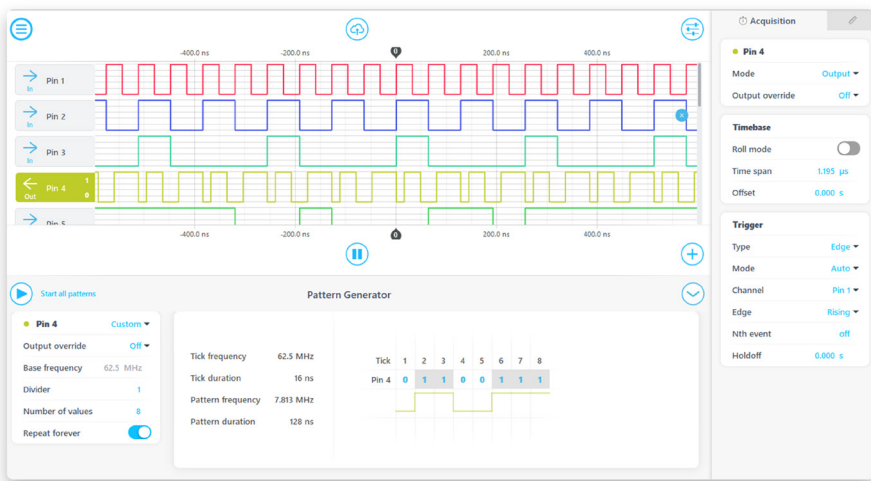 Acquisition
-400.0 ns -200.0 ns 0 200.0 ns 400.0 ns
Pin 1
In
Pin 2
In
x
Pin 3
In
Pin 4 1
Out 0
Pin 5
-400.0 ns -200.0 ns 0 200.0 ns 400.0 ns
Pin 4
Mode Output
Output override Off
Timebase
Roll mode
Time span 1.195 µs
Offset 0.000 s
Trigger
Type Edge
Mode Auto
Channel Pin 1
Edge Rising
Nth event off
Holdoff 0.000 s
Start all patterns
Pattern Generator
Pin 4 Custom
Output override Off
Base frequency 62.5 MHz
Divider 1
Number of values 8
Repeat forever
Tick frequency 62.5 MHz
Tick duration 16 ns
Pattern frequency 7.813 MHz
Pattern duration 128 ns
Tick 1 2 3 4 5 6 7 8
Pin 4 0 1 1 0 0 1 1 1